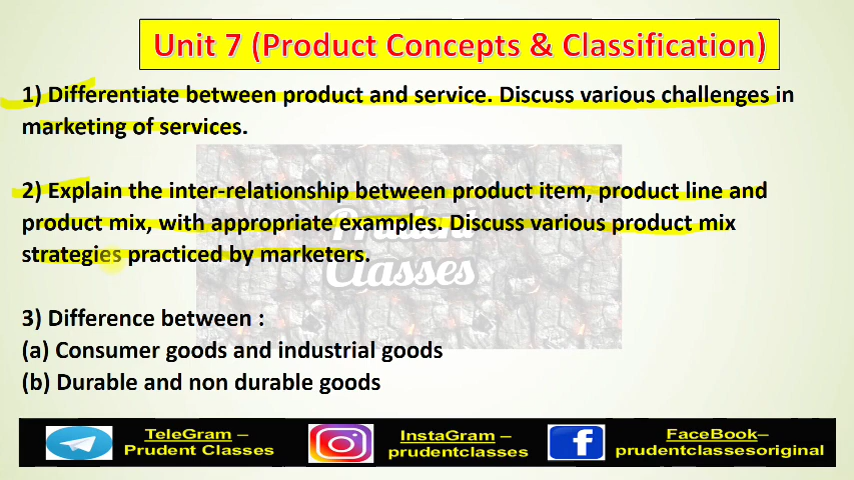 Unit 7 (Product Concepts & Classification)
1) Differentiate between product and service. Discuss various challenges in
marketing of services.
2) Explain the inter-relationship between product item, product line and
product mix, with appropriate examples. Discuss various product mix
strategies practiced by marketers.
Prudent
Classes
3) Difference between :
(a) Consumer goods and industrial goods
(b) Durable and non durable goods
TeleGram –
Prudent Classes
InstaGram –
prudentclasses
FaceBook–
prudentclassesoriginal